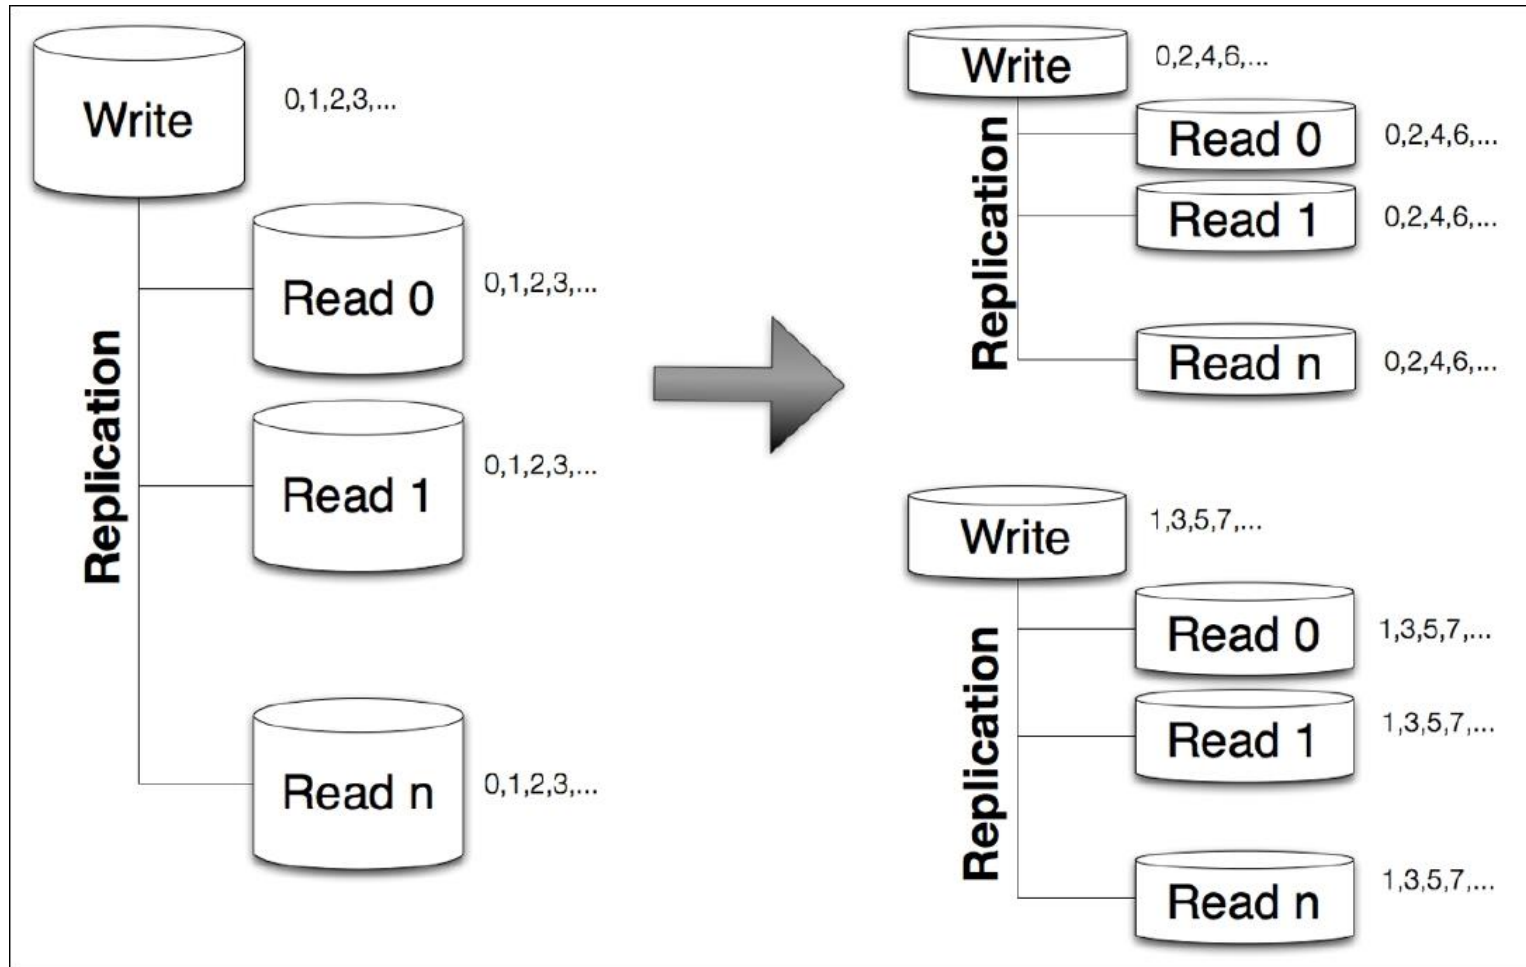 Write
0,1,2,3,...
Replication
Read 0
0,1,2,3,...
Read 1
0,1,2,3,...
Read n
0,1,2,3,...
Write
0,2,4,6,...
Replication
Read 0
0,2,4,6,...
Read 1
0,2,4,6,...
Read n
0,2,4,6,...
Write
1,3,5,7,...
Replication
Read 0
1,3,5,7,...
Read 1
1,3,5,7,...
Read n
1,3,5,7,...